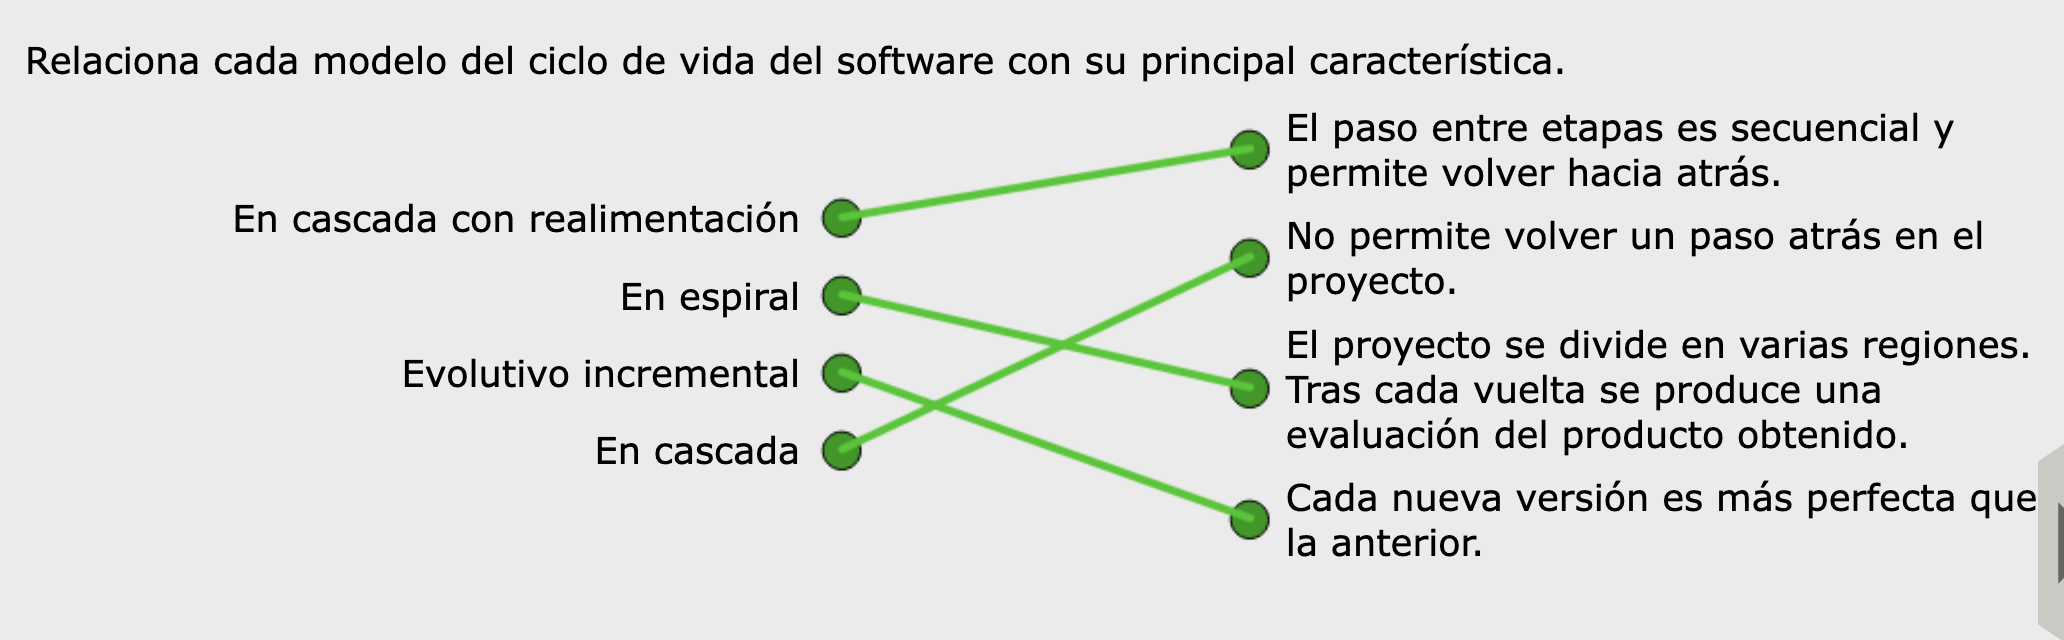 Relaciona cada modelo del ciclo de vida del software con su principal característica.
En cascada con realimentación
En espiral
Evolutivo incremental
En cascada
El paso entre etapas es secuencial y
permite volver hacia atrás.
No permite volver un paso atrás en el
proyecto.
El proyecto se divide en varias regiones.
Tras cada vuelta se produce una
evaluación del producto obtenido.
Cada nueva versión es más perfecta que
la anterior.